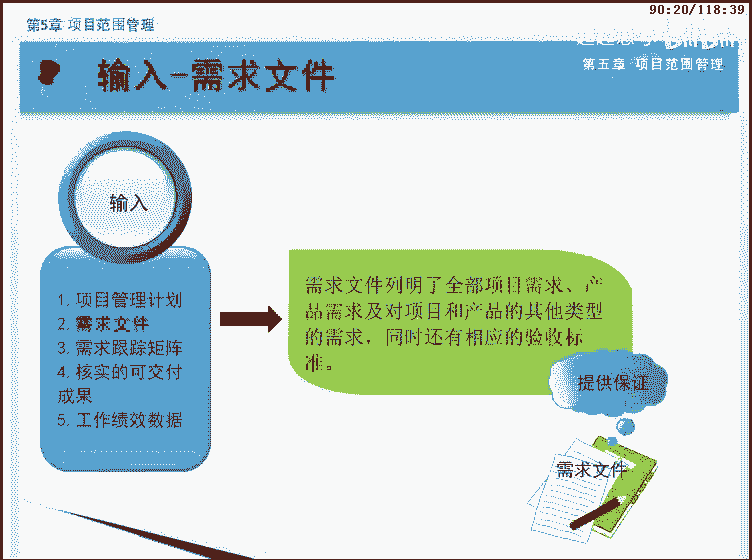 90:20/118:39
第5章 项目范围管理
输入-需求文件
第五章 项目范围管理
输入
1. 项目管理计划
2. 需求文件
3. 需求跟踪矩阵
4. 核实的可交付
成果
5. 工作绩效数据
需求文件列明了全部项目需求、产
品需求及对项目和产品的其他类型
的需求，同时还有相应的验收标
准。
提供保证
需求文件